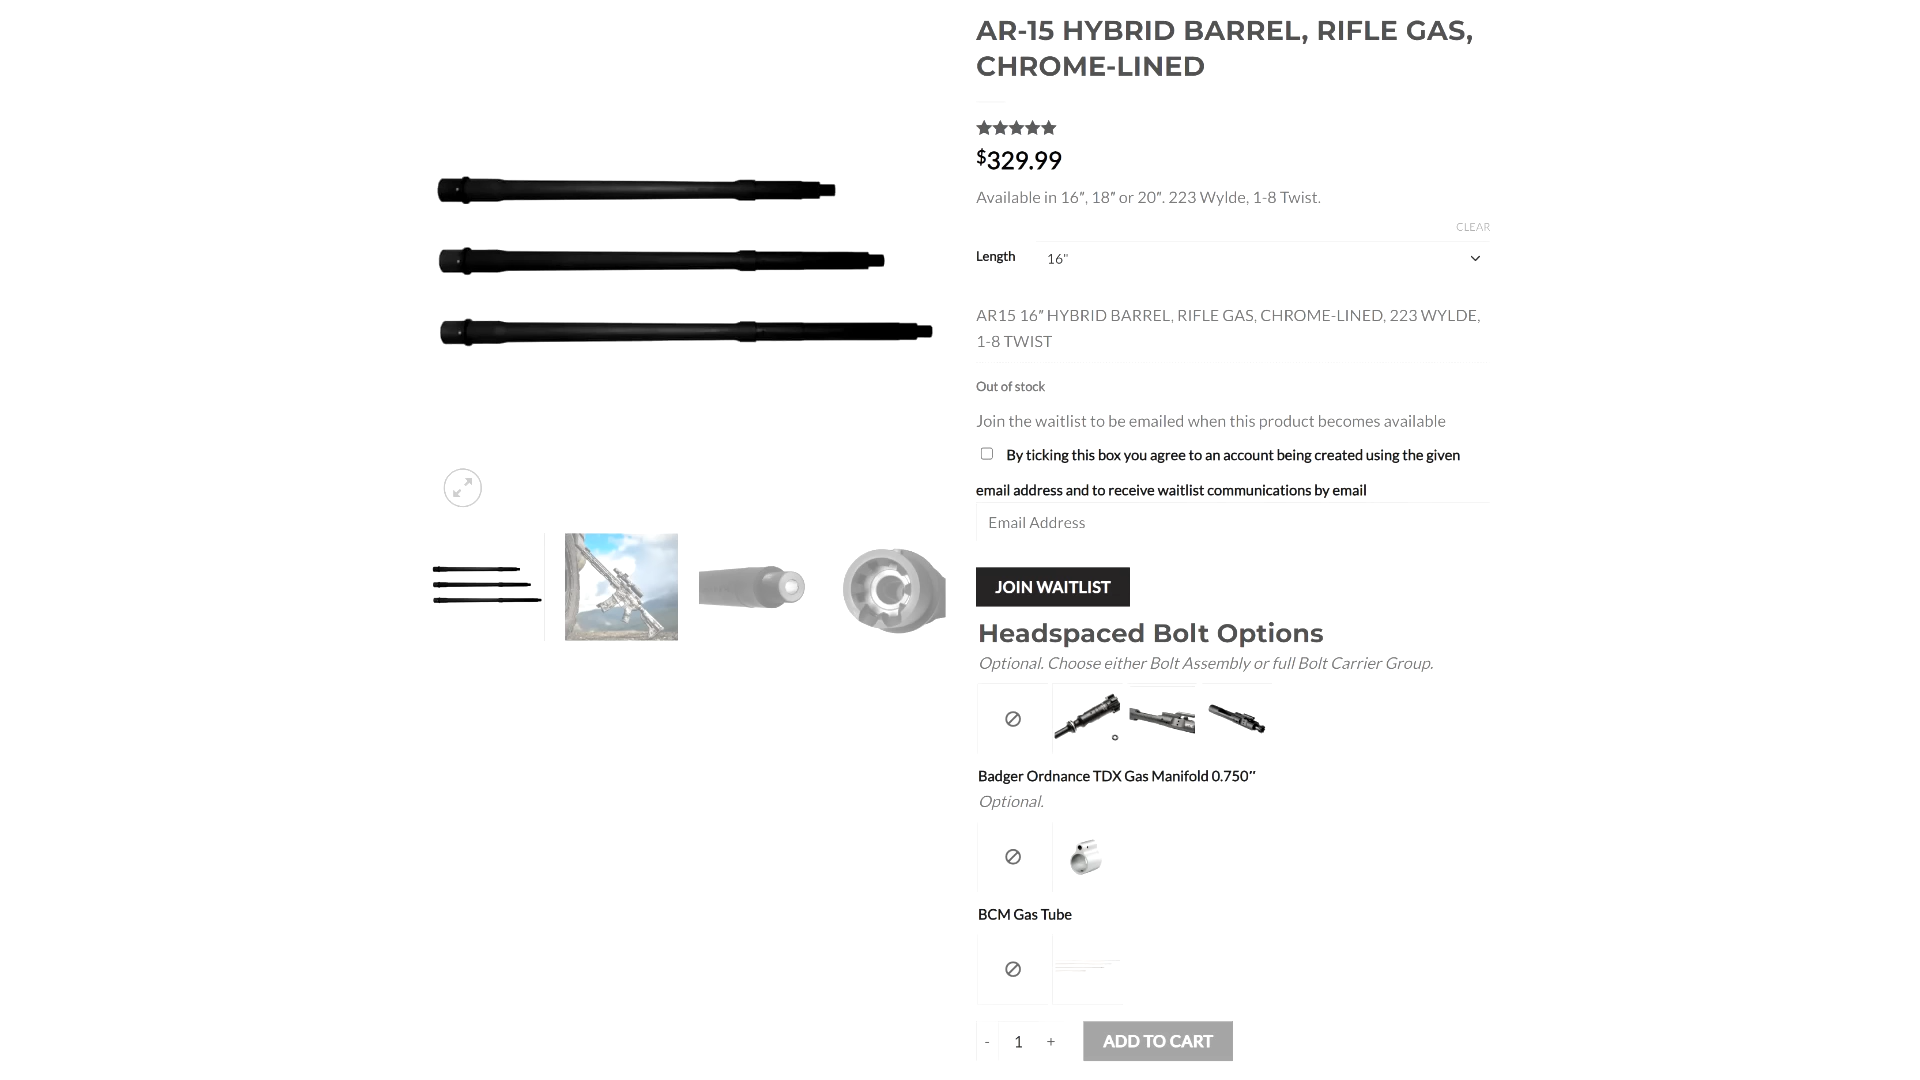 AR-15 HYBRID BARREL, RIFLE GAS,
CHROME-LINED
$329.99
Available in 16″, 18″ or 20″. 223 Wylde, 1-8 Twist.
CLEAR
Length
16"
AR15 16″ HYBRID BARREL, RIFLE GAS, CHROME-LINED, 223 WYLDE,
1-8 TWIST
Out of stock
Join the waitlist to be emailed when this product becomes available
By ticking this box you agree to an account being created using the given
email address and to receive waitlist communications by email
Email Address
JOIN WAITLIST
Headspaced Bolt Options
Optional. Choose either Bolt Assembly or full Bolt Carrier Group.
Badger Ordnance TDX Gas Manifold 0.750″
Optional.
BCM Gas Tube
- 1 +
ADD TO CART